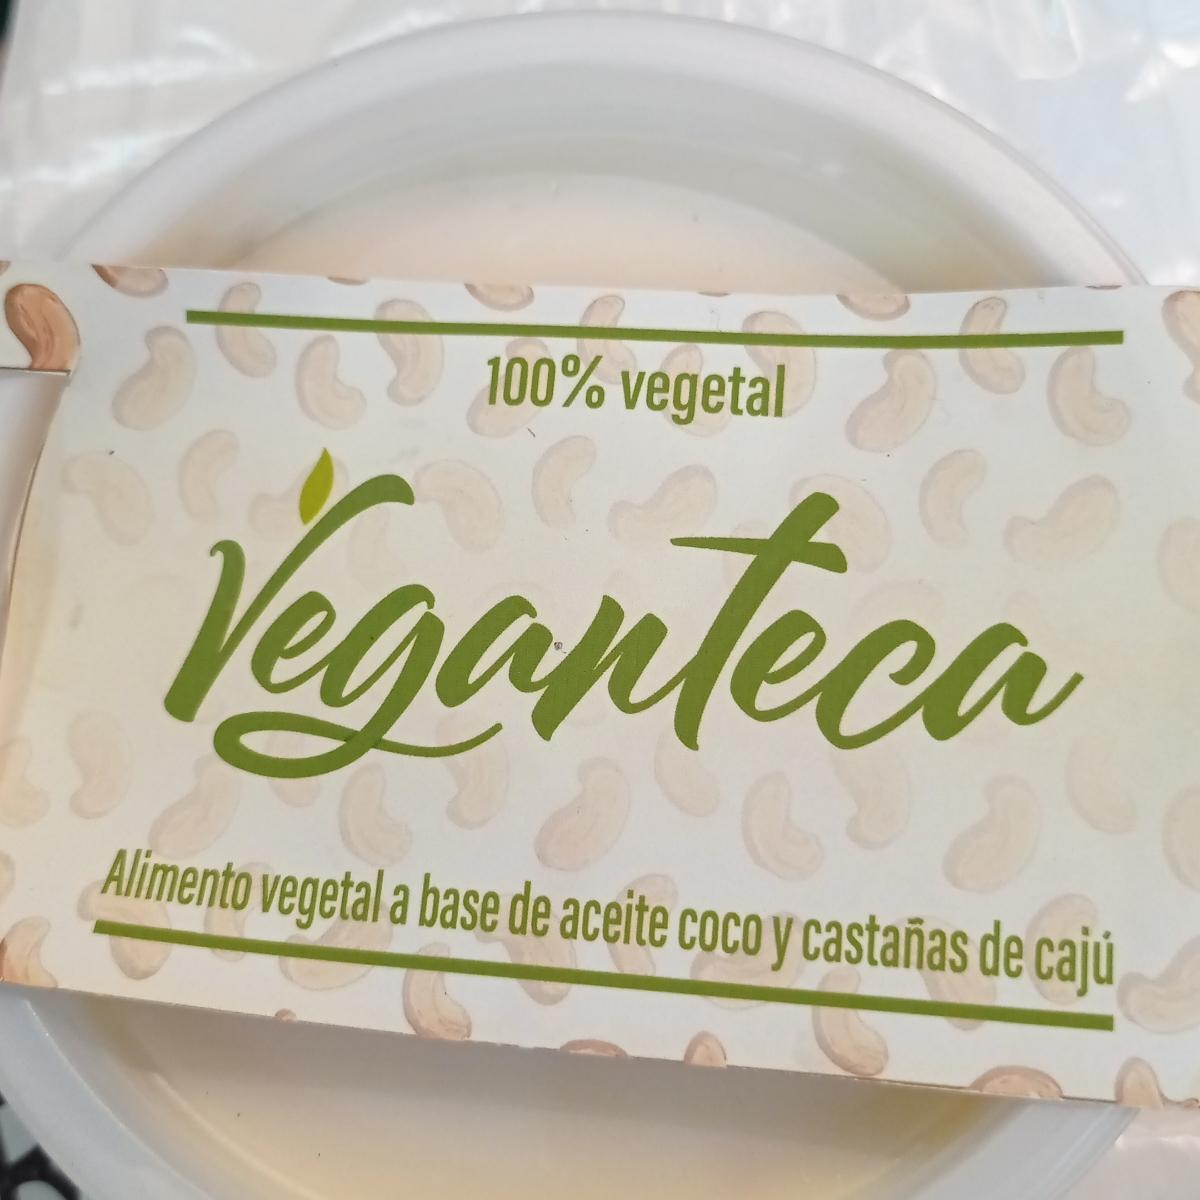 100% vegetal
Veganteca
Alimento vegetal a base de aceite coco y castañas de cajú